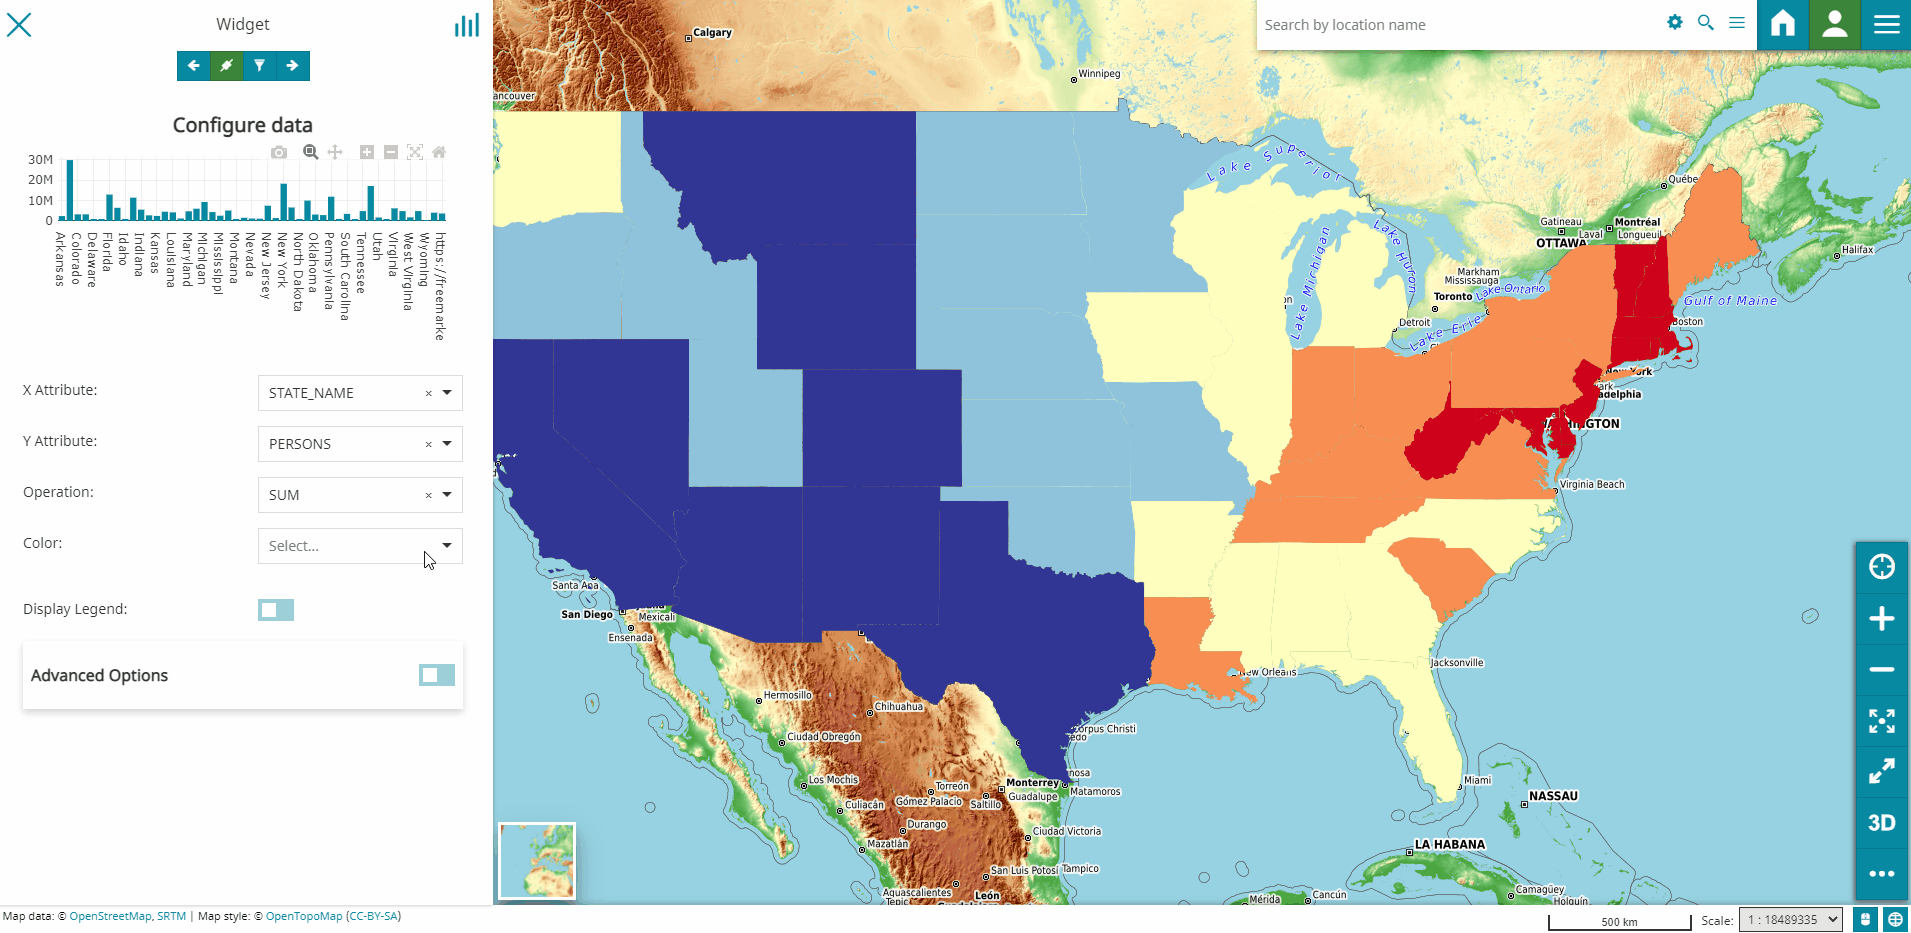 Widget
Search by location name
Configure data
30M
20M
10M
0
Arkansas
Colorado
Delaware
Florida
Idaho
Indiana
Kansas
Louisiana
Maryland
Michigan
Mississippi
Montana
Nevada
New Jersey
New York
North Dakota
Oklahoma
Pennsylvania
South Carolina
Tennessee
Utah
Virginia
West Virginia
Wyoming
https://freemarke
X Attribute:
STATE_NAME
Y Attribute:
PERSONS
Operation:
SUM
Color:
Select...
Display Legend:
Advanced Options
Calgary
Winnipeg
ancouver
Lake Superior
Québe
Gatineau
Montréal
Laval
Longueuil
OTTAWA
Halifax
Lake Michigan
Lake Huron
Markham
Mississauga
Toronto
Lake Ontario
Gulf of Maine
on
Detroit
Lake Erie
Boston
New York
ark
adelphia
WASHINGTON
Virginia Beach
Santa Ana
San Diego
Mexicali
Ensenada
Jacksonville
New Orleans
Hermosillo
Chihuahua
Corpus Christi
edo
Ciudad Obregón
Los Mochis
Torreón
Monterrey
nosa
Matamoros
Guadalupe
Gómez Palacio
Saltillo
Culiacán
Miami
NASSAU
Durango
Ciudad Victoria
Mazatlán
LA HABANA
San Luis Potosí
Tampico
Aguascalientes
León
Tepic
Mérida
Cancún
Camagüey
Holguín
3D
Map data: © OpenStreetMap, SRTM | Map style: © OpenTopoMap (CC-BY-SA)
500 km
Scale:
1 : 18489335